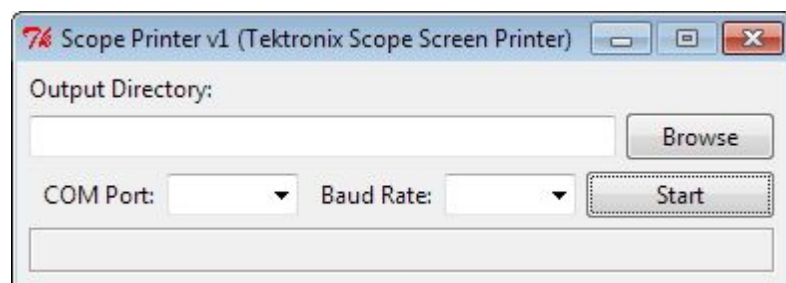 Scope Printer v1 (Tektronix Scope Screen Printer)
Output Directory:
Browse
COM Port: Baud Rate: Start